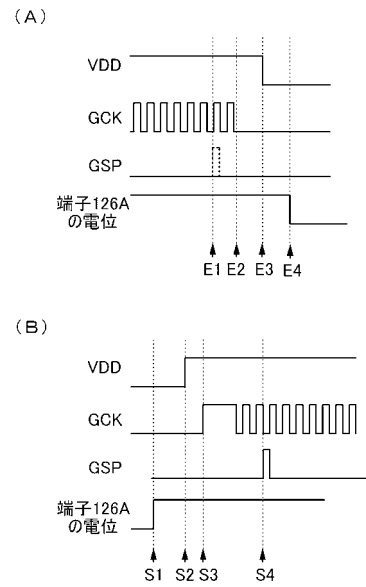 (A)
VDD
GCK
GSP
端子126A
の電位
E1 E2 E3 E4
(B)
VDD
GCK
GSP
端子126A
の電位
S1 S2 S3 S4